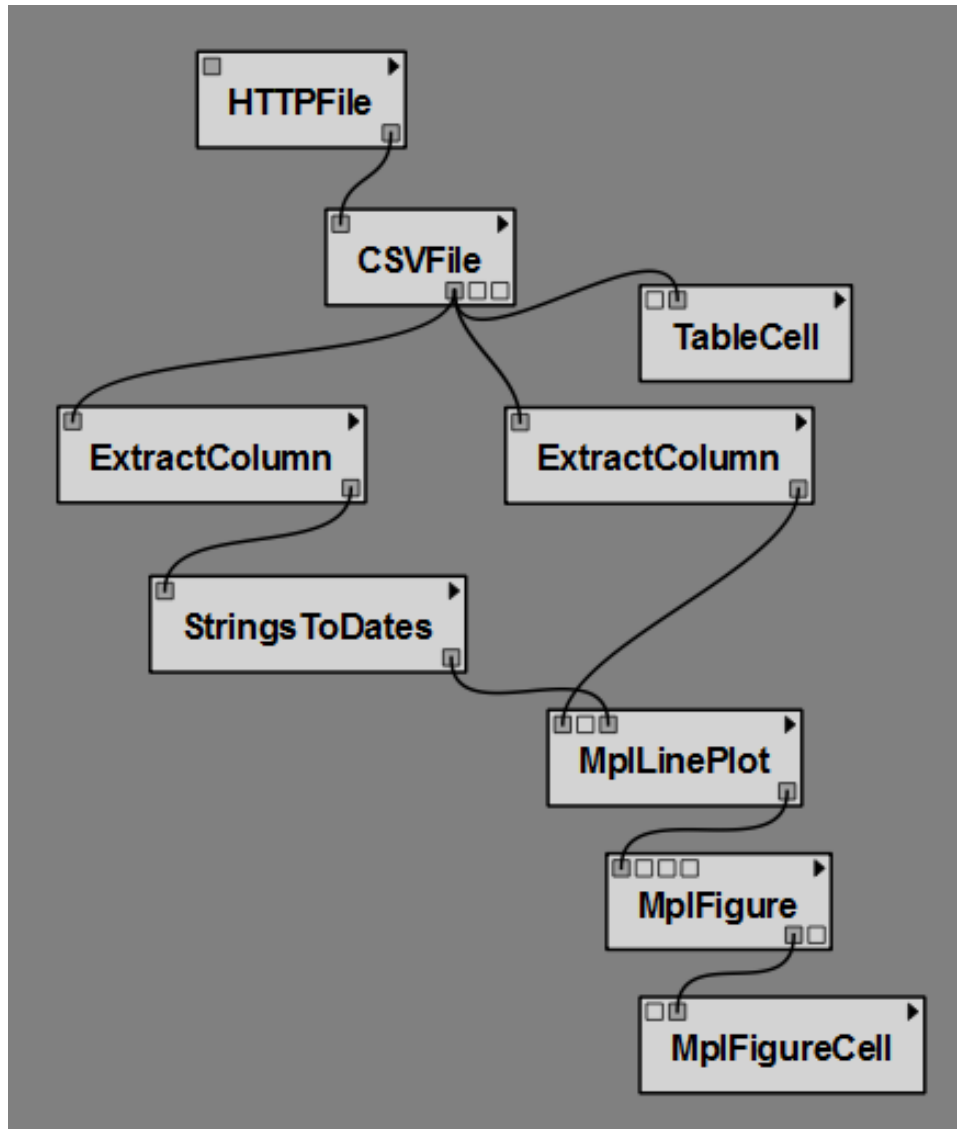 HTTPFile
CSVFile
TableCell
ExtractColumn
ExtractColumn
StringsToDates
MplLinePlot
MplFigure
MplFigureCell